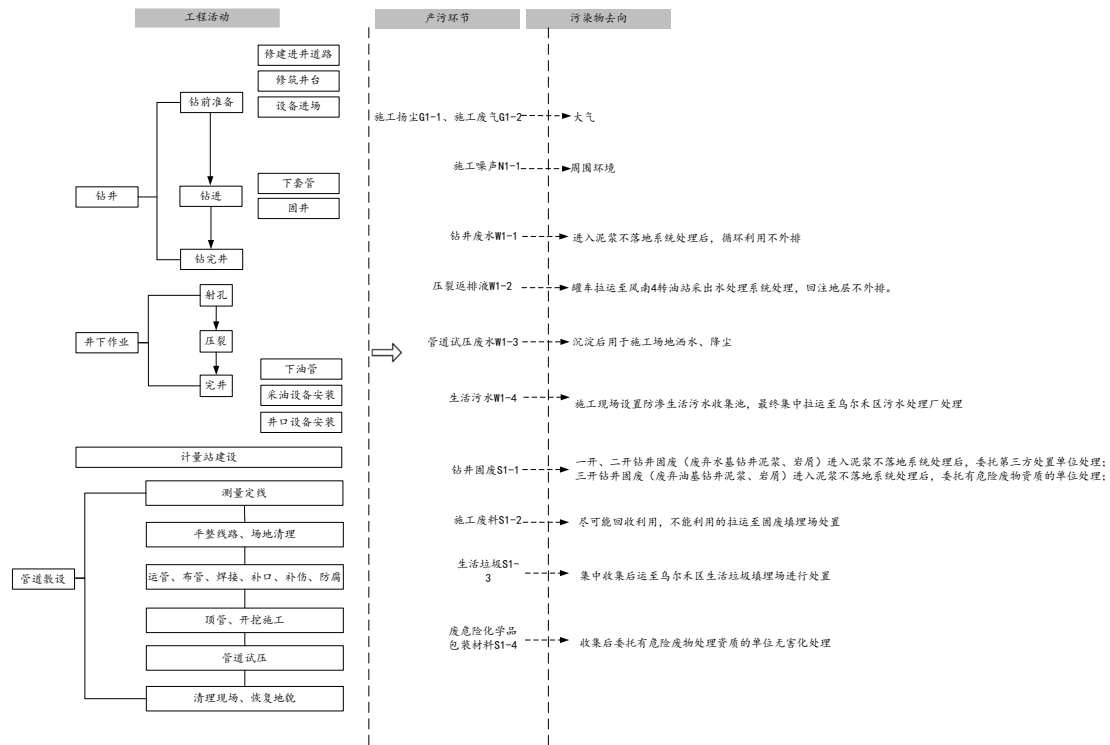 工程活动
产污环节
污染物去向
修建进井道路
修筑井台
设备进场
钻前准备
下套管
固井
钻进
钻井
钻完井
射孔
压裂
井下作业
完井
下油管
采油设备安装
井口设备安装
计量站建设
测量定线
平整线路、场地清理
运管、布管、焊接、补口、补伤、防腐
管道敷设
顶管、开挖施工
管道试压
清理现场、恢复地貌
施工扬尘G1-1、施工废气G1-2
大气
施工噪声N1-1
周围环境
钻井废水W1-1
进入泥浆不落地系统处理后，循环利用不外排
压裂返排液W1-2
罐车拉运至风南4转油站采出水处理系统处理，回注地层不外排。
管道试压废水W1-3
沉淀后用于施工场地洒水、降尘
生活污水W1-4
施工现场设置防渗生活污水收集池，最终集中拉运至乌尔禾区污水处理厂处理
钻井固废S1-1
一开、二开钻井固废（废弃水基钻井泥浆、岩屑）进入泥浆不落地系统处理后，委托第三方处置单位处理；
三开钻井固废（废弃油基钻井泥浆、岩屑）进入泥浆不落地系统处理后，委托有危险废物资质的单位处理；
施工废料S1-2
尽可能回收利用，不能利用的拉运至固废填埋场处置
生活垃圾S1-
3
集中收集后运至乌尔禾区生活垃圾填埋场进行处置
废危险化学品
包装材料S1-4
收集后委托有危险废物处理资质的单位无害化处理